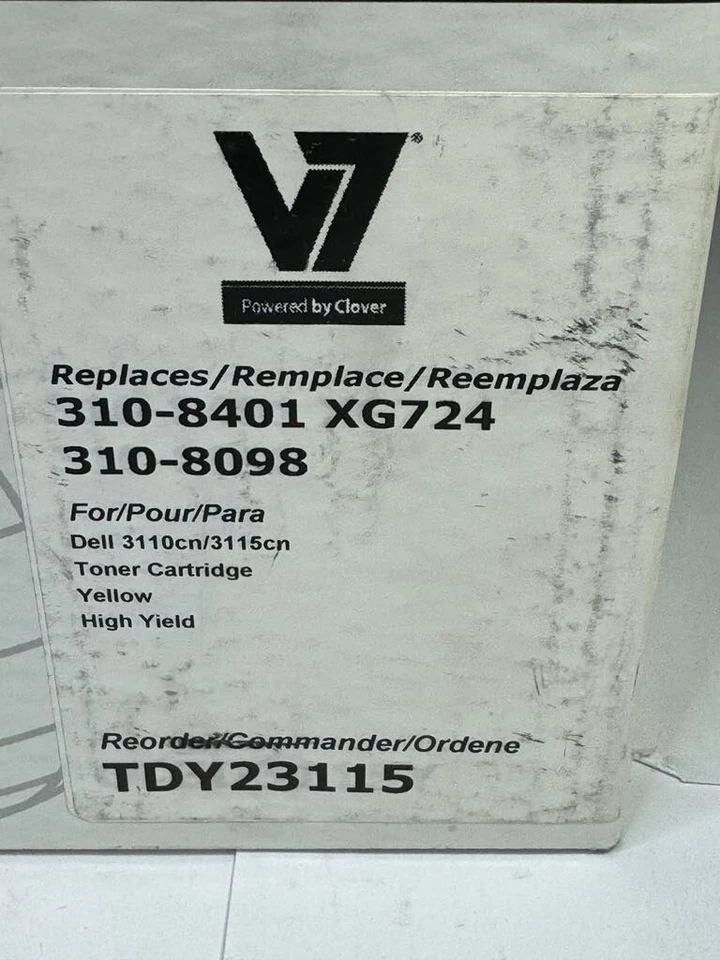 V7®
Powered by Clover
Replaces/Remplace/Reemplaza
310-8401 XG724
310-8098
For/Pour/Para
Dell 3110cn/3115cn
Toner Cartridge
Yellow
High Yield
Reorder/Commander/Ordene
TDY23115